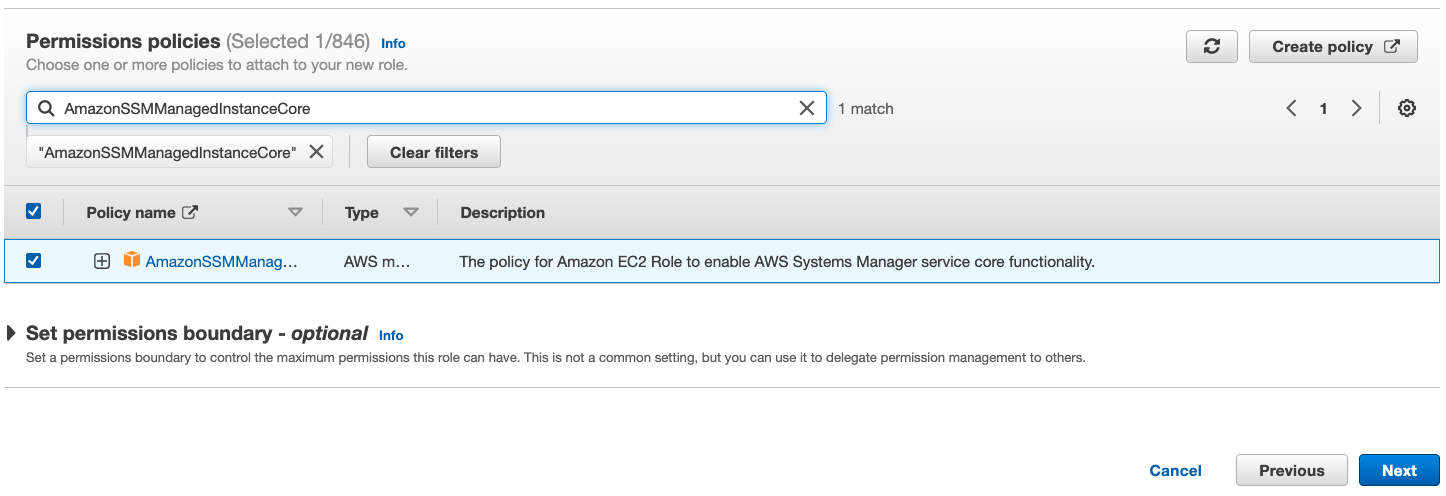 Permissions policies (Selected 1/846) Info
Choose one or more policies to attach to your new role.
Create policy
AmazonSSMManagedInstanceCore
1 match
1
"AmazonSSMManagedInstanceCore"
Clear filters
Policy name Type Description
AmazonSSMManag... AWS m... The policy for Amazon EC2 Role to enable AWS Systems Manager service core functionality.
Set permissions boundary - optional Info
Set a permissions boundary to control the maximum permissions this role can have. This is not a common setting, but you can use it to delegate permission management to others.
Cancel Previous Next